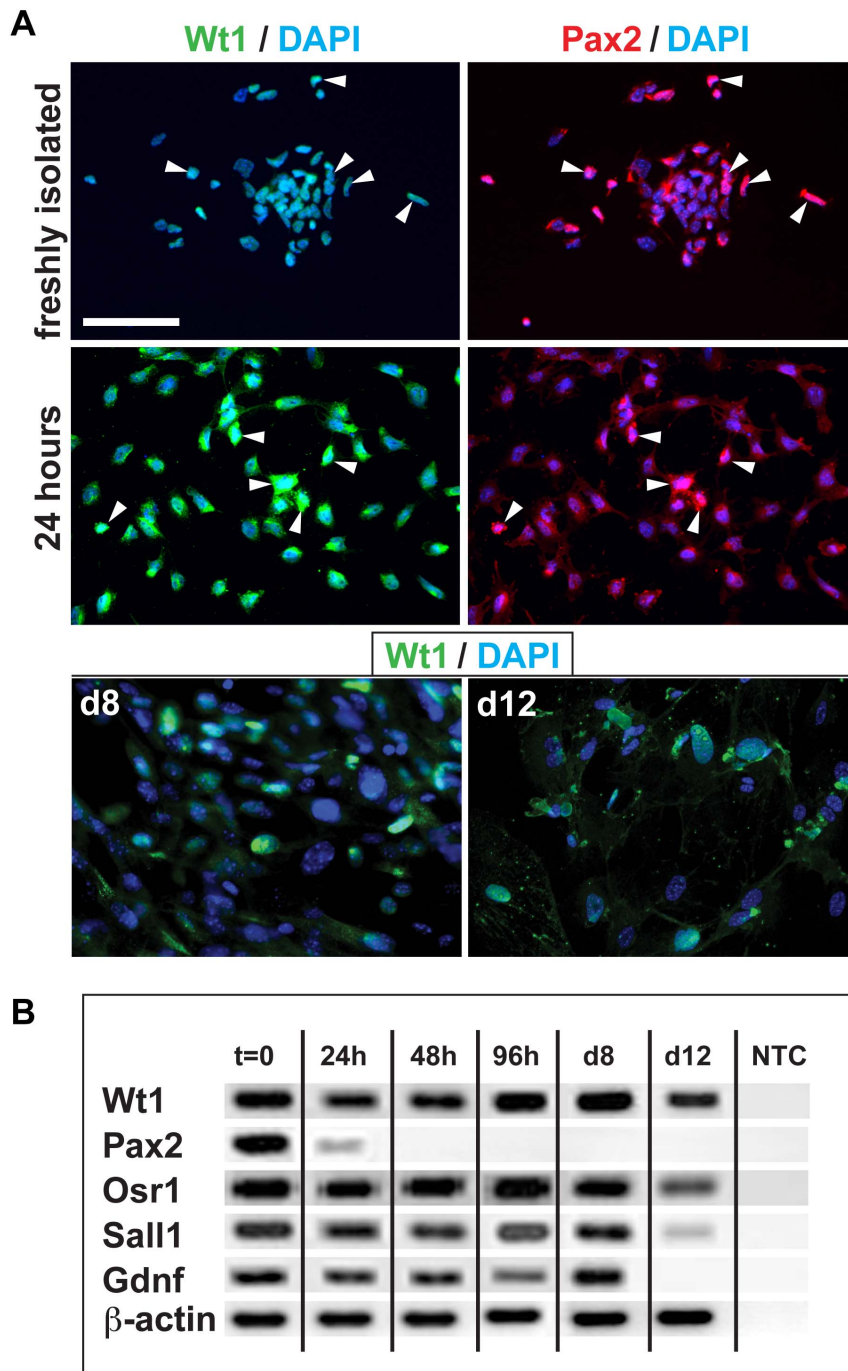 A
Wt1 / DAPI Pax2 / DAPI
freshly isolated
24 hours
Wt1 / DAPI
d8 d12
B
t=0 24h 48h 96h d8 d12 NTC
Wt1
Pax2
Osr1
Sall1
Gdnf
β-actin